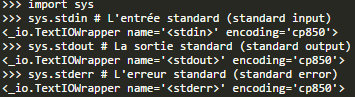 >>> import sys
>>> sys.stdin # L'entrée standard (standard input)
<_io.TextIOWrapper name='<stdin>' encoding='cp850'>
>>> sys.stdout # La sortie standard (standard output)
<_io.TextIOWrapper name='<stdout>' encoding='cp850'>
>>> sys.stderr # L'erreur standard (standard error)
<_io.TextIOWrapper name='<stderr>' encoding='cp850'>